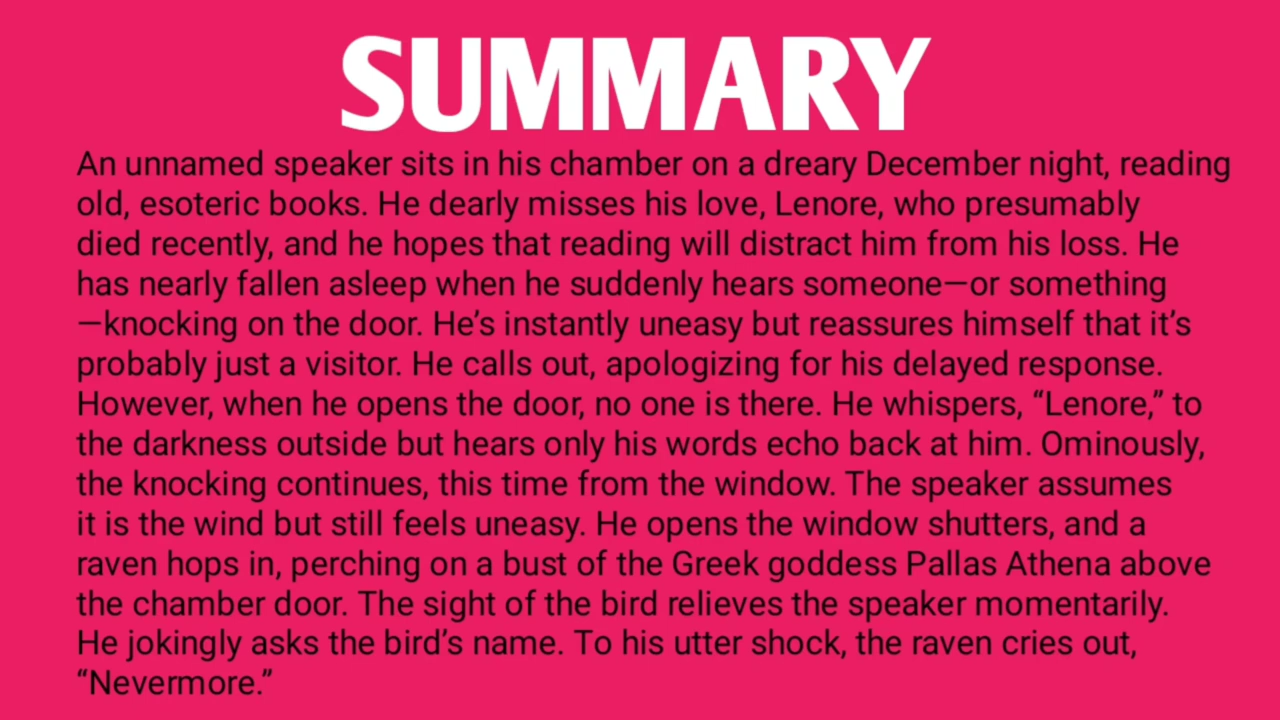 SUMMARY
An unnamed speaker sits in his chamber on a dreary December night, reading
old, esoteric books. He dearly misses his love, Lenore, who presumably
died recently, and he hopes that reading will distract him from his loss. He
has nearly fallen asleep when he suddenly hears someone—or something
—knocking on the door. He’s instantly uneasy but reassures himself that it’s
probably just a visitor. He calls out, apologizing for his delayed response.
However, when he opens the door, no one is there. He whispers, “Lenore,” to
the darkness outside but hears only his words echo back at him. Ominously,
the knocking continues, this time from the window. The speaker assumes
it is the wind but still feels uneasy. He opens the window shutters, and a
raven hops in, perching on a bust of the Greek goddess Pallas Athena above
the chamber door. The sight of the bird relieves the speaker momentarily.
He jokingly asks the bird’s name. To his utter shock, the raven cries out,
“Nevermore.”